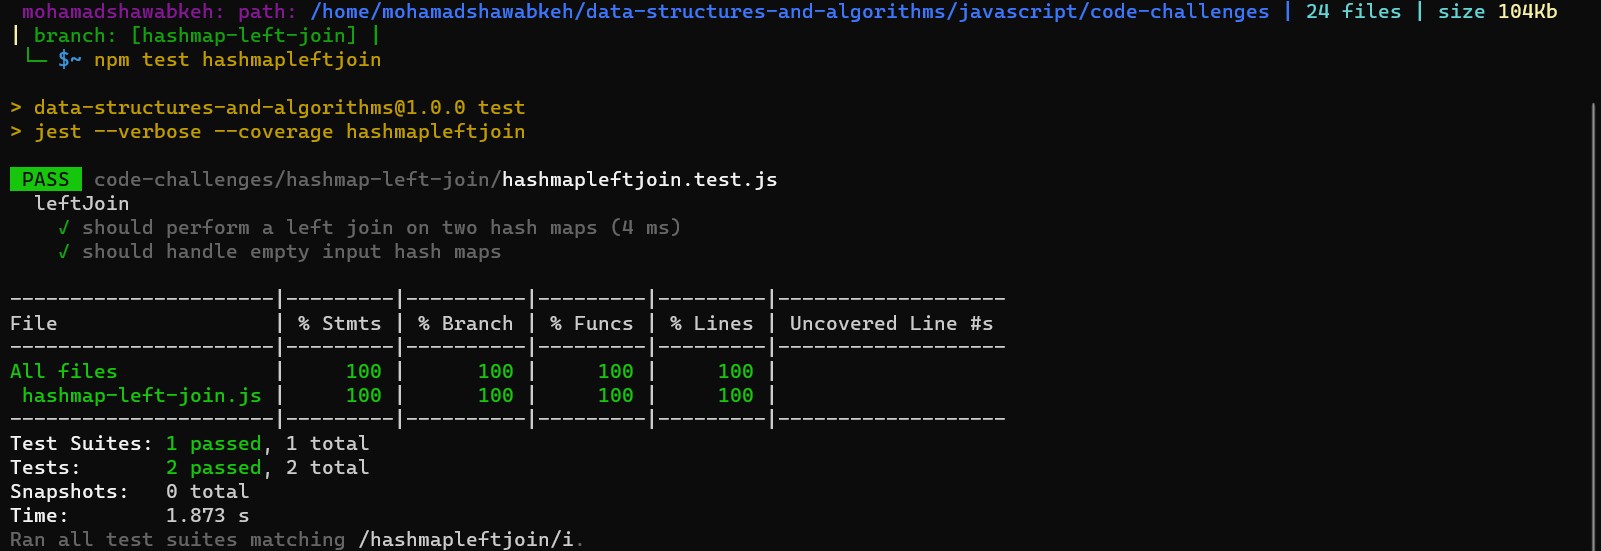 mohamadshawabkeh: path: /home/mohamadshawabkeh/data-structures-and-algorithms/javascript/code-challenges | 24 files | size 104Kb
| branch: [hashmap-left-join] |
└─ $~ npm test hashmapleftjoin
> data-structures-and-algorithms@1.0.0 test
> jest --verbose --coverage hashmapleftjoin
PASS code-challenges/hashmap-left-join/hashmapleftjoin.test.js
leftJoin
√ should perform a left join on two hash maps (4 ms)
√ should handle empty input hash maps
----------------------|---------|----------|---------|---------|-------------------
File                  | % Stmts | % Branch | % Funcs | % Lines | Uncovered Line #s
----------------------|---------|----------|---------|---------|-------------------
All files             |     100 |      100 |     100 |     100 |
 hashmap-left-join.js |     100 |      100 |     100 |     100 |
----------------------|---------|----------|---------|---------|-------------------
Test Suites: 1 passed, 1 total
Tests:       2 passed, 2 total
Snapshots:   0 total
Time:        1.873 s
Ran all test suites matching /hashmapleftjoin/i.